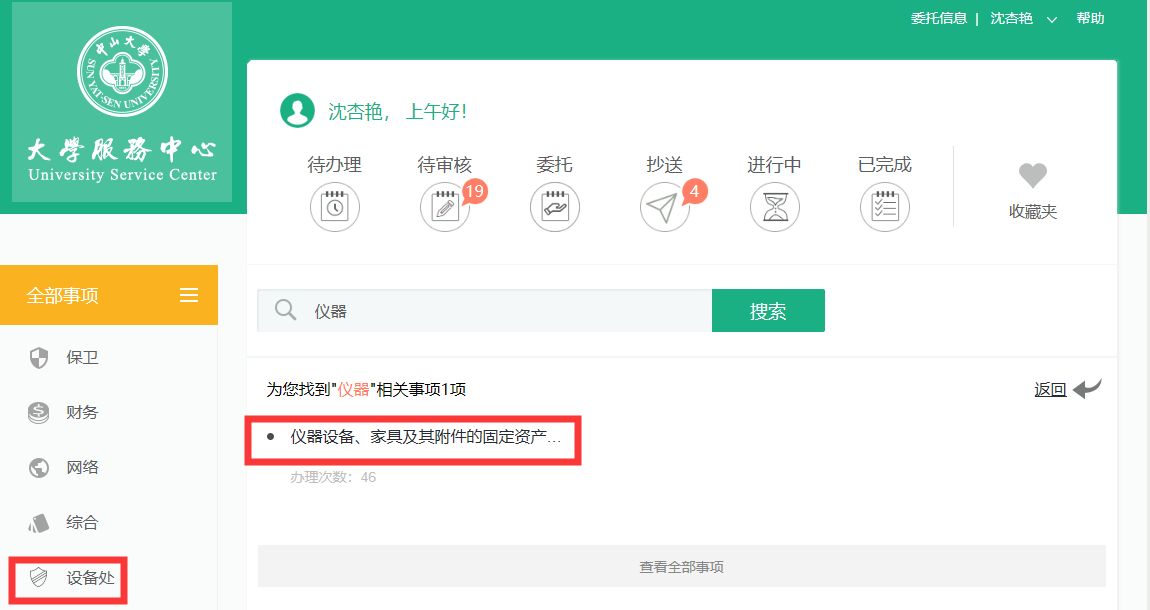 委托信息 | 沈杏艳 帮助
中山大学
SUN YAT-SEN UNIVERSITY
大學服務中心
University Service Center
沈杏艳，上午好！
待办理 待审核 委托 抄送 进行中 已完成
19 4
收藏夹
全部事项
仪器 搜索
保卫
财务
网络
综合
设备处
为您找到"仪器"相关事项1项 返回
仪器设备、家具及其附件的固定资产...
办理次数：46
查看全部事项